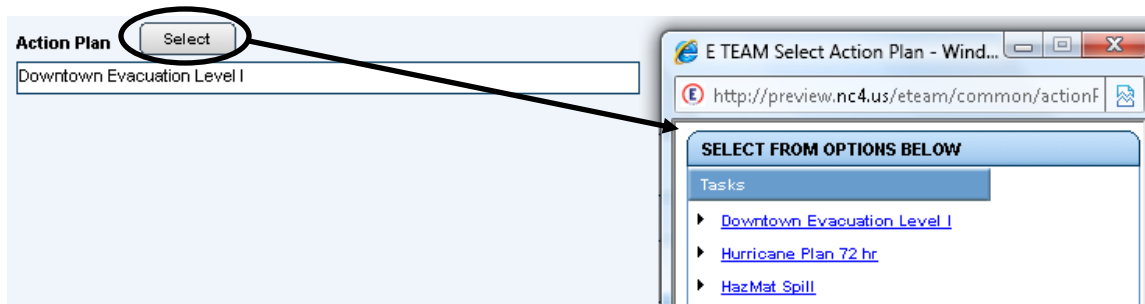 Action Plan
Select
Downtown Evacuation Level I
E TEAM Select Action Plan - Wind...
http://preview.nc4.us/eteam/common/actionF
SELECT FROM OPTIONS BELOW
Tasks
Downtown Evacuation Level I
Hurricane Plan 72 hr
HazMat Spill